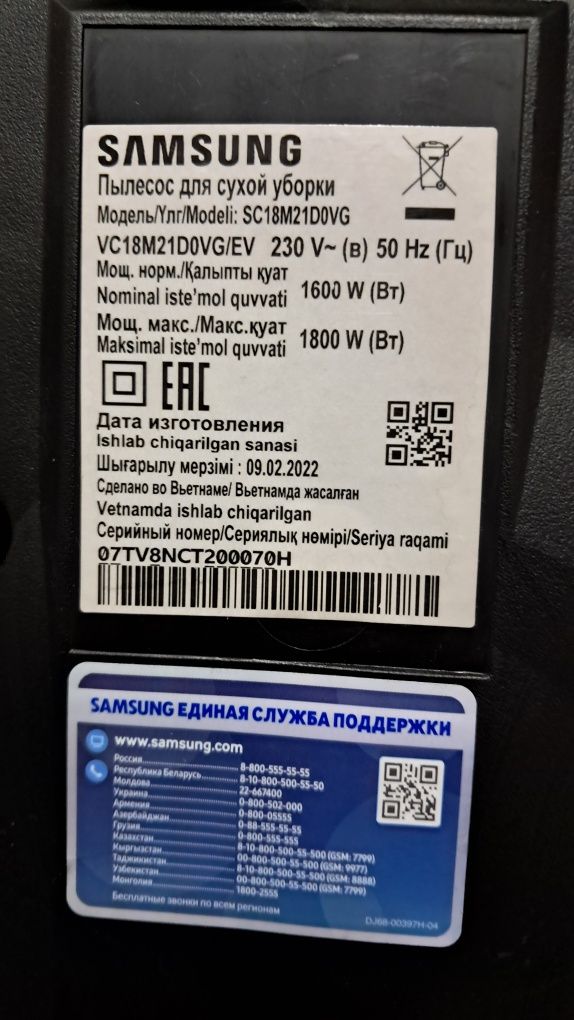 SAMSUNG
Пылесос для сухой уборки
Модель/Үлг/Modeli: SC18M21D0VG
VC18M21D0VG/EV 230 V~ (в) 50 Hz (Гц)
Мощ. норм./Қалыпты қуат
Nominal iste'mol quvvati 1600 W (Вт)
Мощ. макс./Макс.қуат
Maksimal iste'mol quvvati 1800 W (Вт)
EAC
Дата изготовления
Ishlab chiqarilgan sanasi
Шығарылу мерзімі : 09.02.2022
Сделано во Вьетнаме/ Вьетнамда жасалған
Vetnamda ishlab chiqarilgan
Серийный номер/Сериялық нөмірі/Seriya raqami
07TV8NCT200070H
SAMSUNG ЕДИНАЯ СЛУЖБА ПОДДЕРЖКИ
www.samsung.com
Россия 8-800-555-55-55
Республика Беларусь 8-10-800-500-55-50
Молдова 22-667400
Украина 0-800-502-000
Армения 0-800-05555
Азербайджан 0-88-555-55-55
Грузия 0-800-555-555
Казахстан 8-10-800-500-55-500 (GSM: 7799)
Кыргызстан 00-800-500-55-500 (GSM: 9977)
Таджикистан 8-10-800-500-55-500 (GSM: 8888)
Узбекистан 00-800-500-55-500 (GSM: 7799)
Монголия 1800-2555
Бесплатные звонки по всем регионам
DJ68-00397H-04